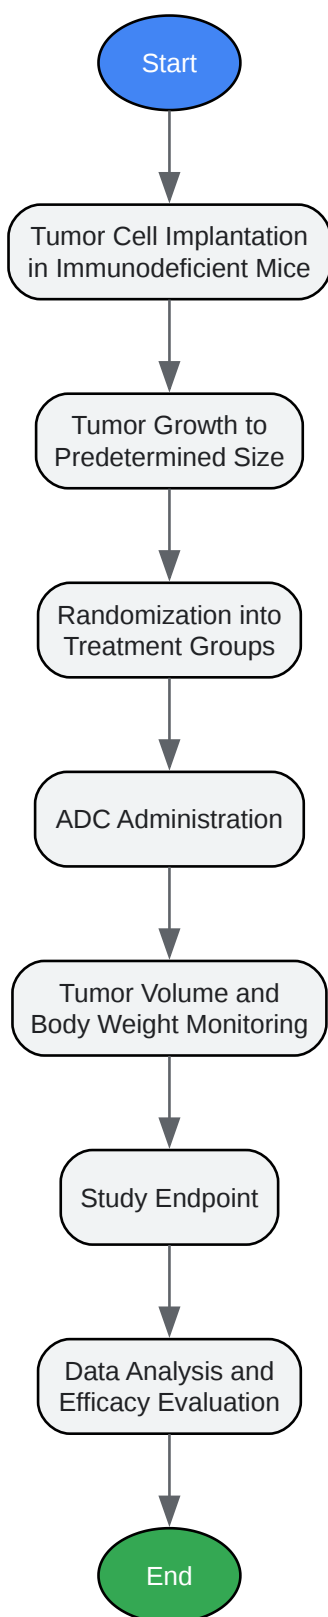 Start
Tumor Cell Implantation
in Immunodeficient Mice
Tumor Growth to
Predetermined Size
Randomization into
Treatment Groups
ADC Administration
Tumor Volume and
Body Weight Monitoring
Study Endpoint
Data Analysis and
Efficacy Evaluation
End